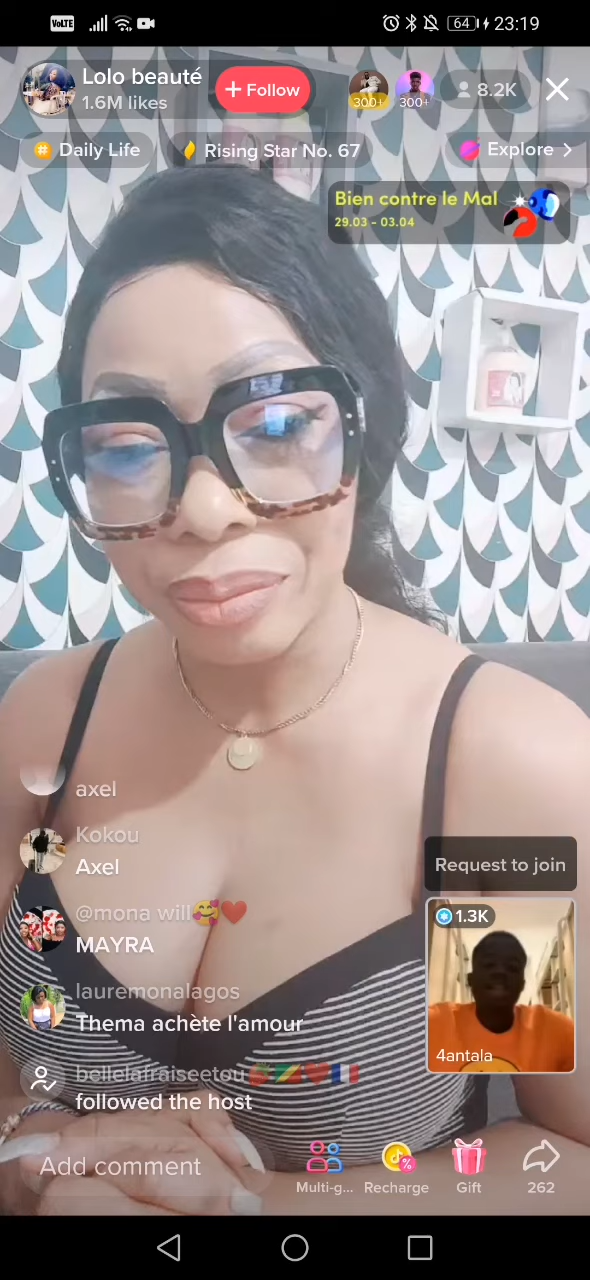 VoLTE
64
23:19
Lolo beauté
1.6M likes
+ Follow
300+
300+
8.2K
Daily Life
Rising Star No. 67
Explore
Bien contre le Mal
29.03 - 03.04
axel
Kokou
Axel
@mona will🥰❤️
MAYRA
lauremonalagos
Thema achète l'amour
followed the host
Request to join
1.3K
4antala
Add comment
Multi-g...
Recharge
Gift
262